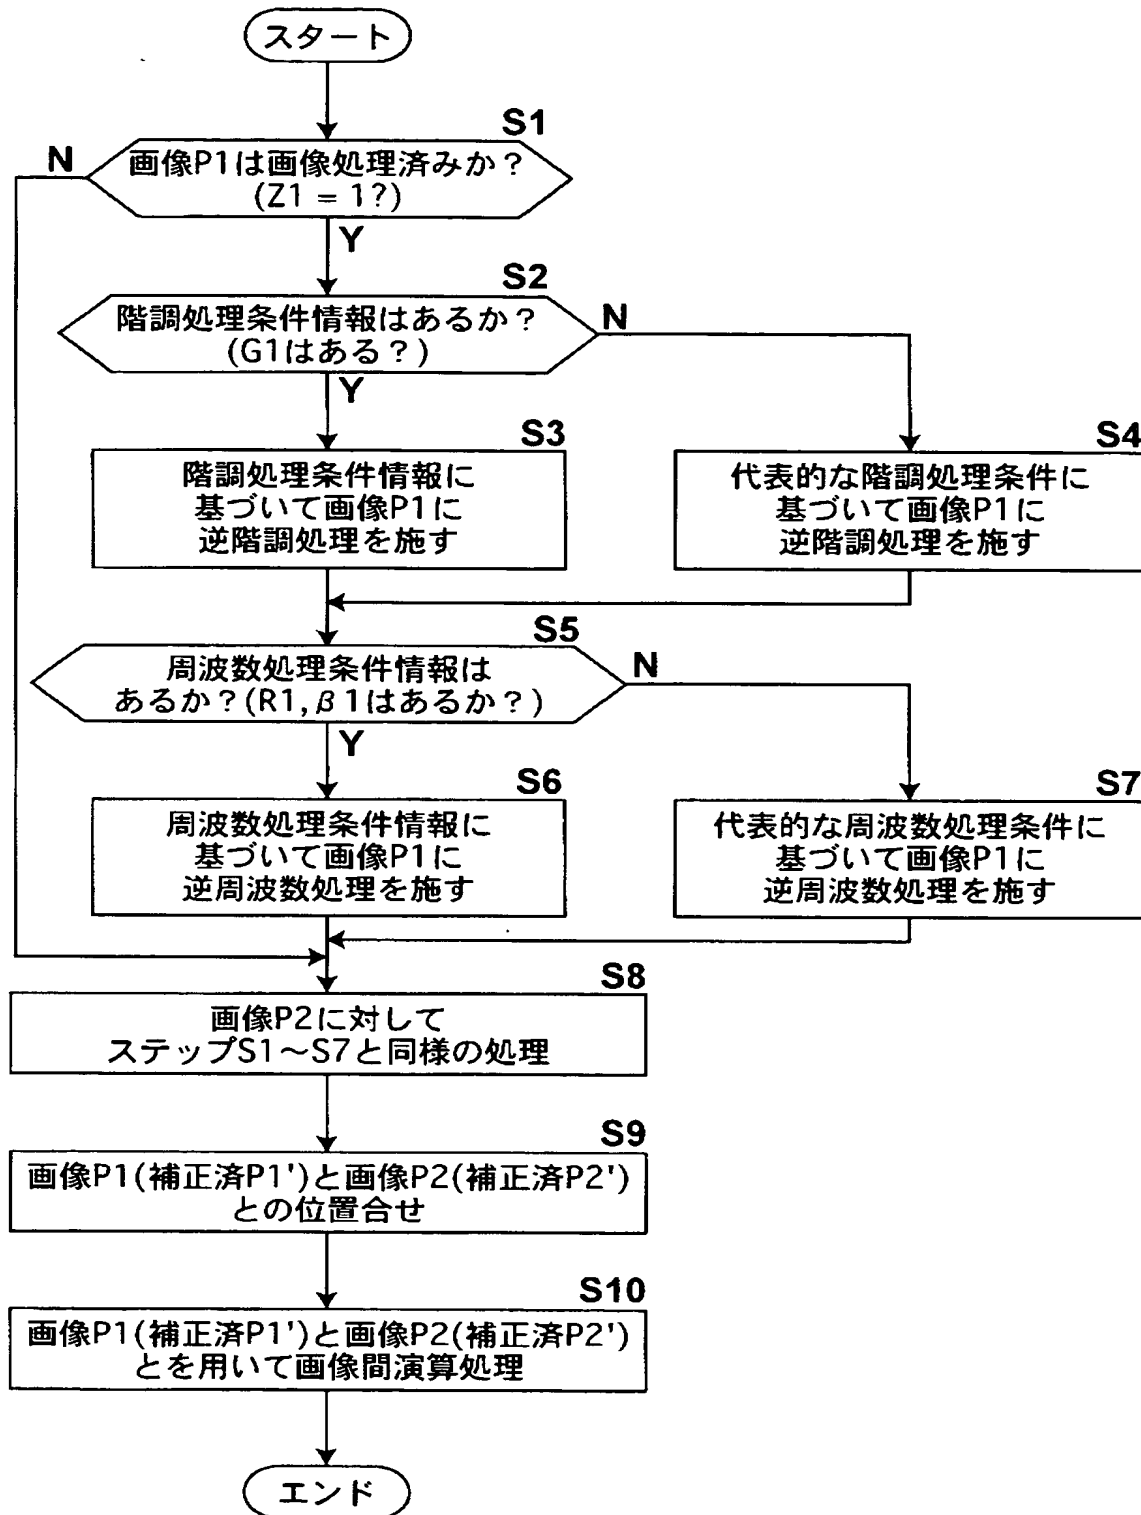 スタート
S1
N
画像P1は画像処理済みか？
(Z1 = 1?)
Y
S2
階調処理条件情報はあるか？
(G1はある？)
N
Y
S3
階調処理条件情報に
基づいて画像P1に
逆階調処理を施す
S4
代表的な階調処理条件に
基づいて画像P1に
逆階調処理を施す
S5
周波数処理条件情報は
あるか？(R1,β1はあるか？)
N
Y
S6
周波数処理条件情報に
基づいて画像P1に
逆周波数処理を施す
S7
代表的な周波数処理条件に
基づいて画像P1に
逆周波数処理を施す
S8
画像P2に対して
ステップS1～S7と同様の処理
S9
画像P1(補正済P1')と画像P2(補正済P2')
との位置合せ
S10
画像P1(補正済P1')と画像P2(補正済P2')
とを用いて画像間演算処理
エンド